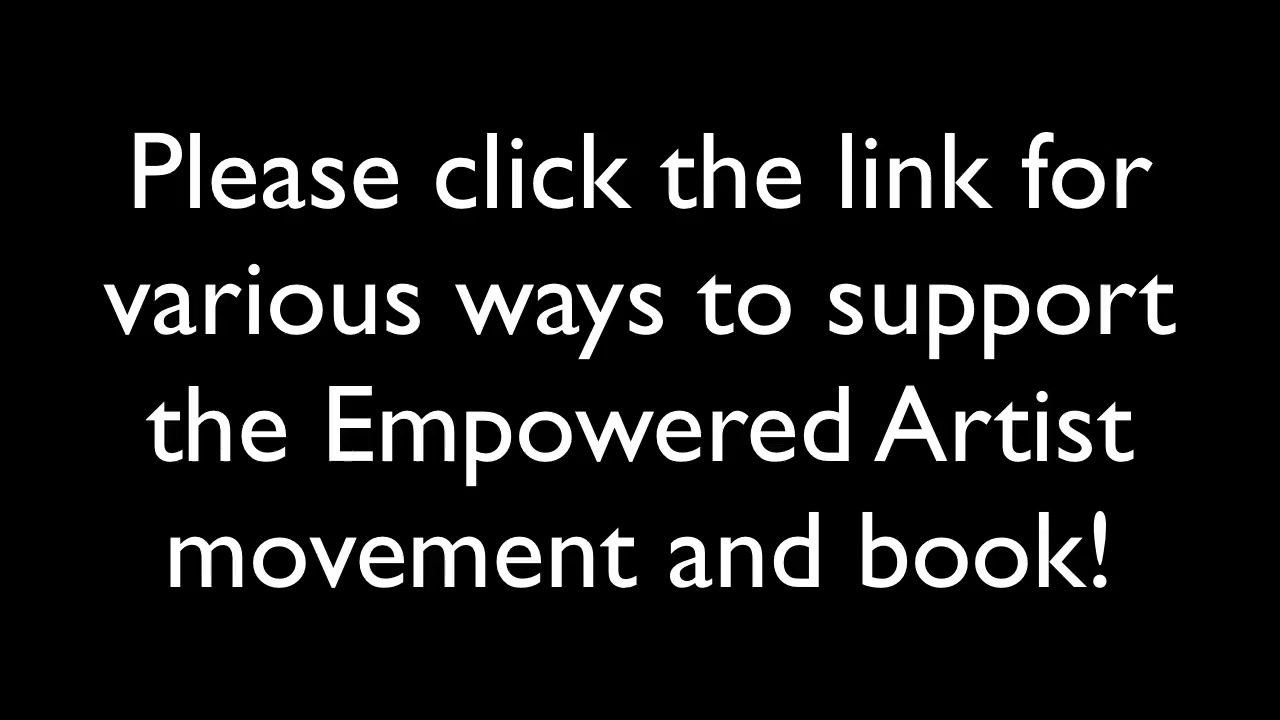 Please click the link for
various ways to support
the Empowered Artist
movement and book!